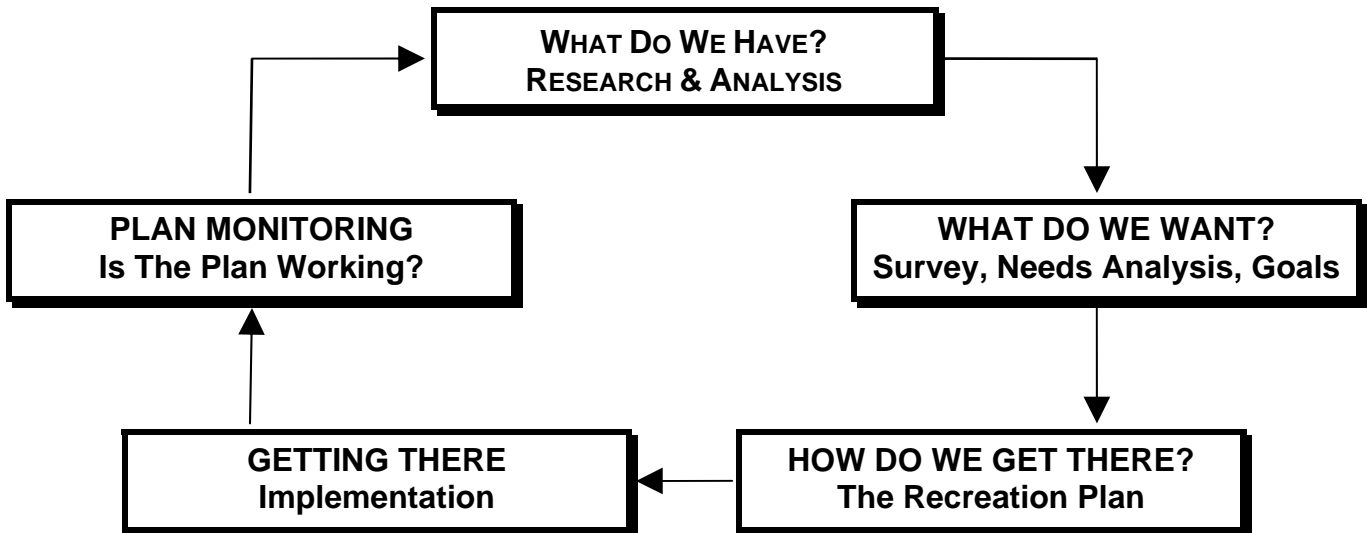 WHAT DO WE HAVE?
RESEARCH & ANALYSIS
PLAN MONITORING
Is The Plan Working?
WHAT DO WE WANT?
Survey, Needs Analysis, Goals
GETTING THERE
Implementation
HOW DO WE GET THERE?
The Recreation Plan